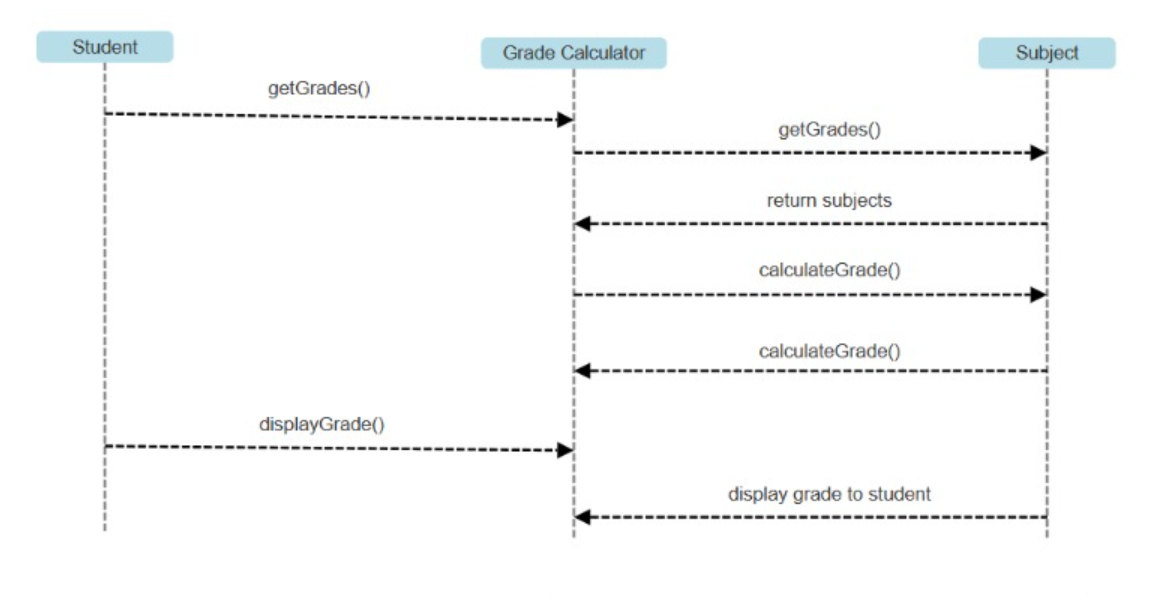 Student
Grade Calculator
Subject
getGrades()
getGrades()
return subjects
calculateGrade()
calculateGrade()
displayGrade()
display grade to student